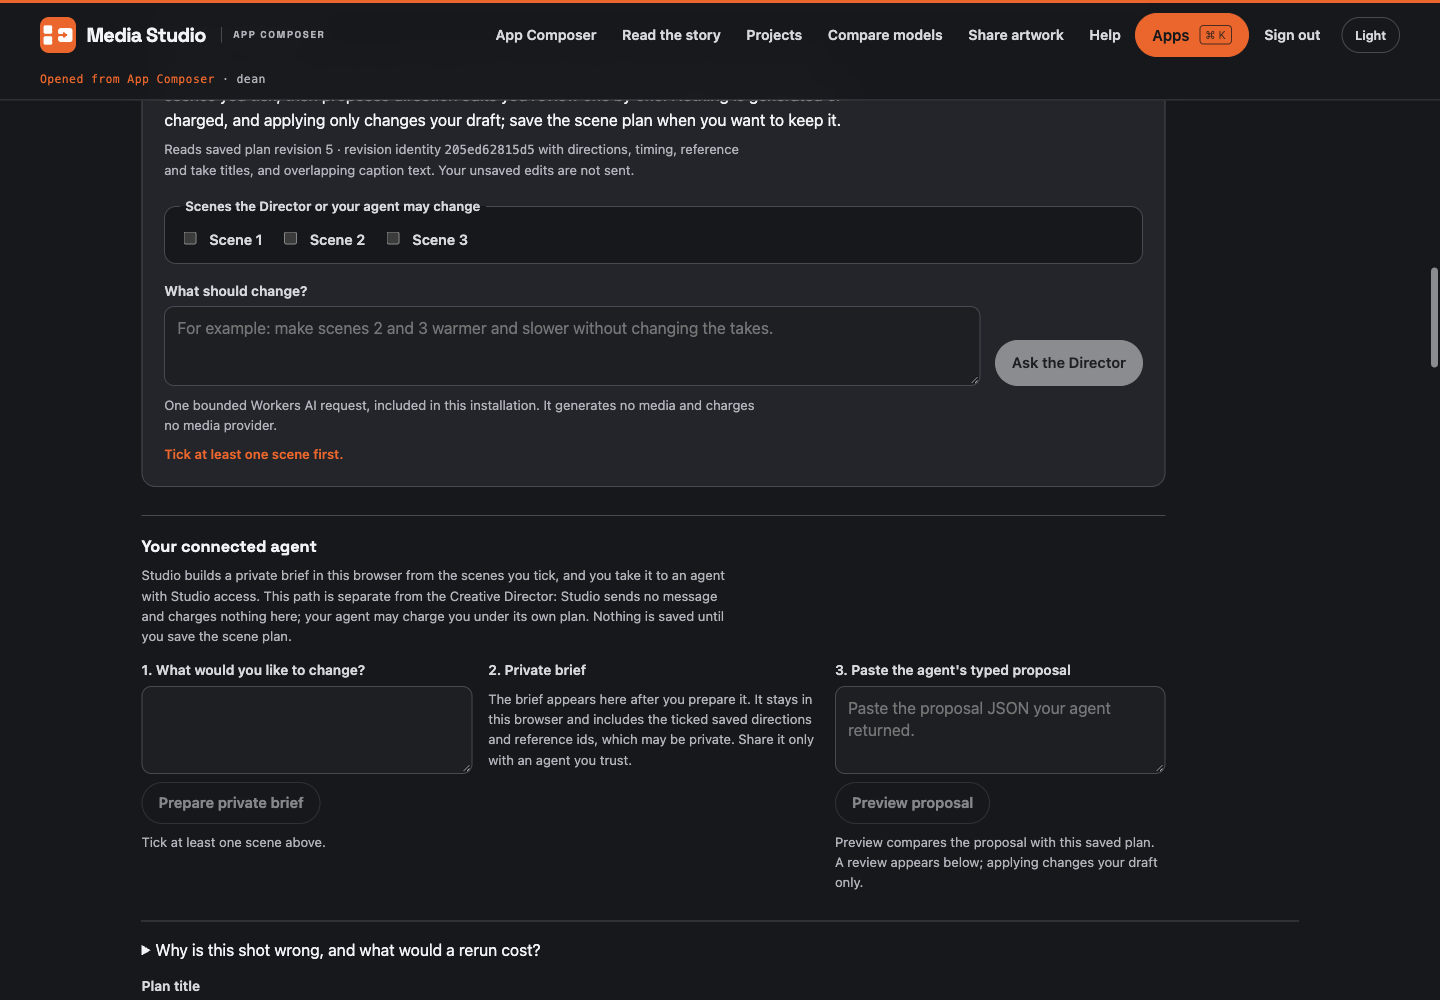 Media Studio
APP COMPOSER
App Composer
Read the story
Projects
Compare models
Share artwork
Help
Apps ⌘ K
Sign out
Light
Opened from App Composer · dean
charged, and applying only changes your draft; save the scene plan when you want to keep it.
Reads saved plan revision 5 · revision identity 205ed62815d5 with directions, timing, reference
and take titles, and overlapping caption text. Your unsaved edits are not sent.
Scenes the Director or your agent may change
Scene 1
Scene 2
Scene 3
What should change?
For example: make scenes 2 and 3 warmer and slower without changing the takes.
Ask the Director
One bounded Workers AI request, included in this installation. It generates no media and charges
no media provider.
Tick at least one scene first.
Your connected agent
Studio builds a private brief in this browser from the scenes you tick, and you take it to an agent
with Studio access. This path is separate from the Creative Director: Studio sends no message
and charges nothing here; your agent may charge you under its own plan. Nothing is saved until
you save the scene plan.
1. What would you like to change?
Prepare private brief
Tick at least one scene above.
2. Private brief
The brief appears here after you prepare it. It stays in
this browser and includes the ticked saved directions
and reference ids, which may be private. Share it only
with an agent you trust.
3. Paste the agent's typed proposal
Paste the proposal JSON your agent
returned.
Preview proposal
Preview compares the proposal with this saved plan.
A review appears below; applying changes your draft
only.
Why is this shot wrong, and what would a rerun cost?
Plan title